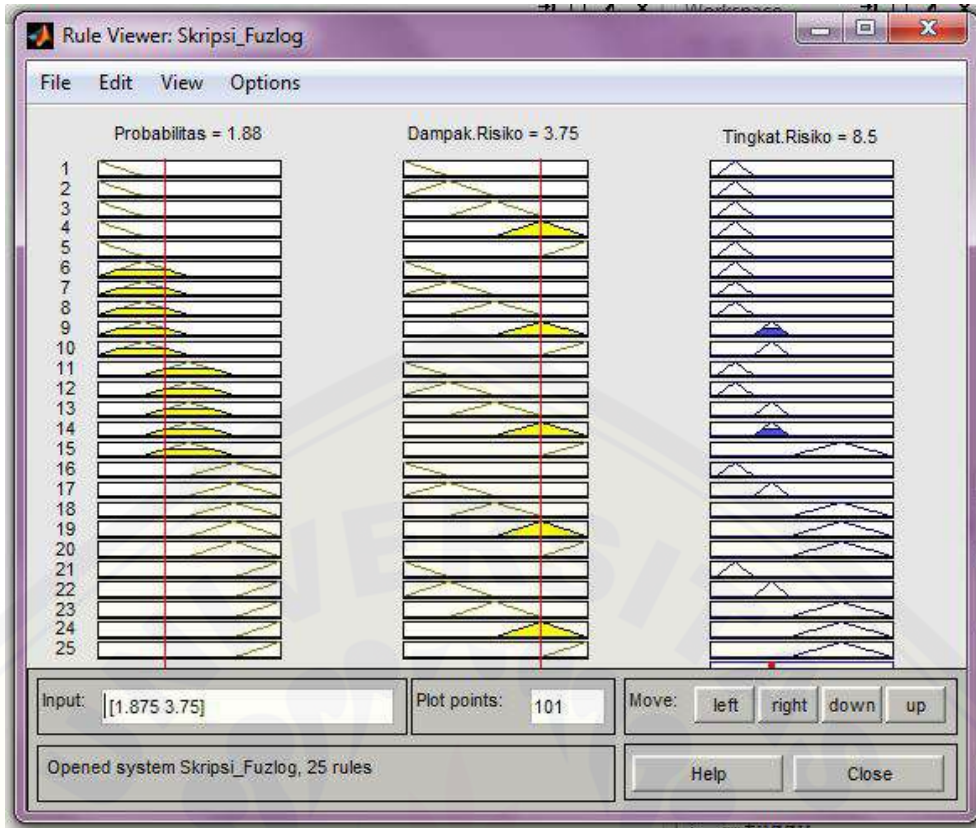 Workspace
Rule Viewer: Skripsi_Fuzlog
File Edit View Options
Probabilitas = 1.88
Dampak.Risiko = 3.75
Tingkat.Risiko = 8.5
1
2
3
4
5
6
7
8
9
10
11
12
13
14
15
16
17
18
19
20
21
22
23
24
25
Input:
[1.875 3.75]
Plot points:
101
Move:
left
right
down
up
Opened system Skripsi_Fuzlog, 25 rules
Help
Close